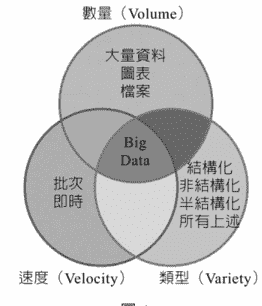 數量（Volume）
大量資料
圖表
檔案
Big
Data
批次
即時
結構化
非結構化
半結構化
所有上述
速度（Velocity）
類型（Variety）